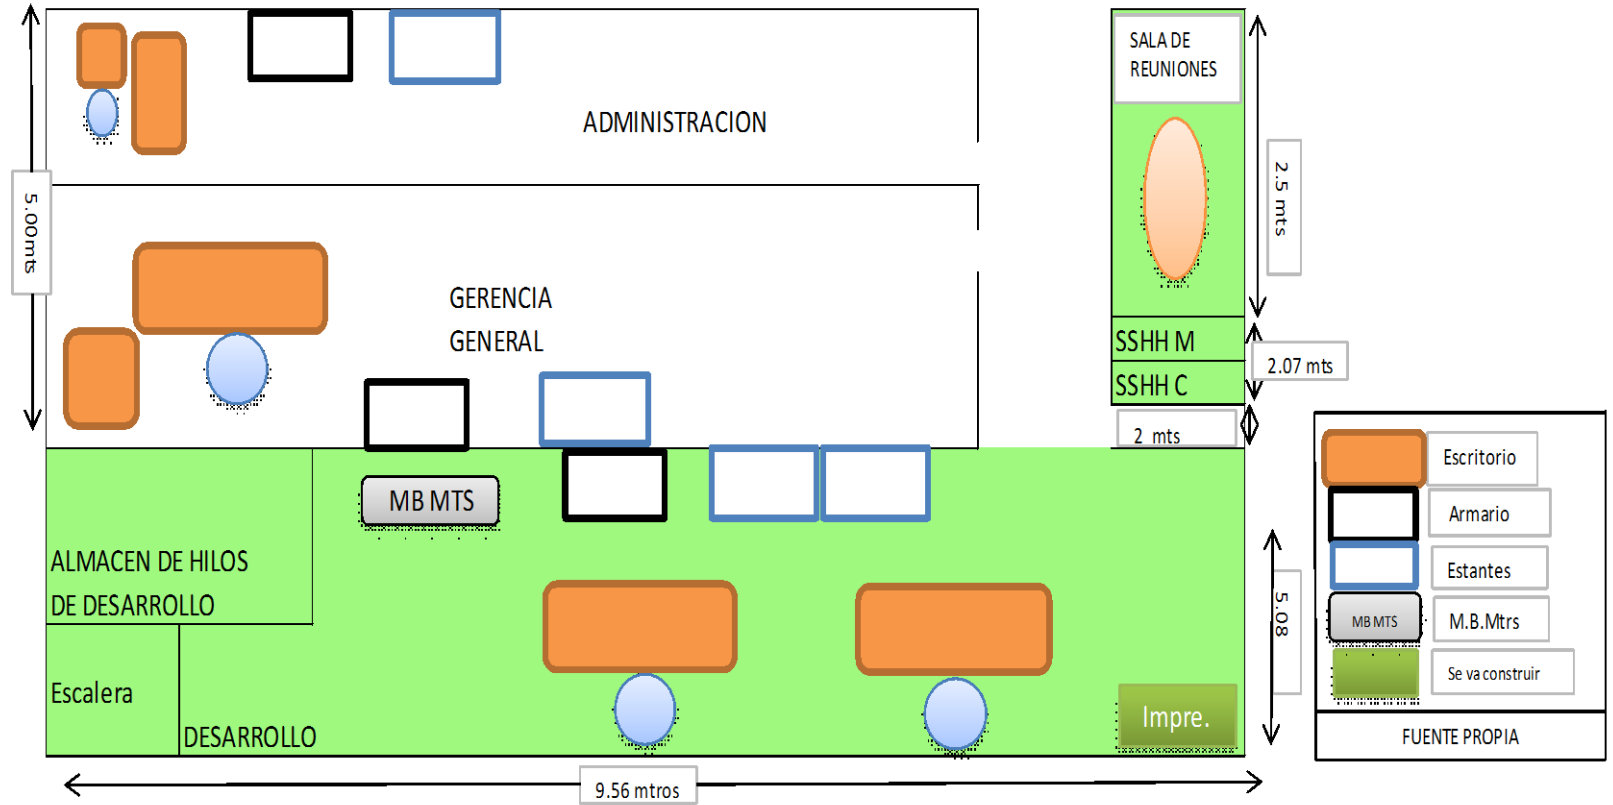 SALA DE
REUNIONES
ADMINISTRACION
2.5 mts
5.00mts
GERENCIA
GENERAL
SSHH M
SSHH C
2.07 mts
2 mts
MB MTS
ALMACEN DE HILOS
DE DESARROLLO
Escalera
DESARROLLO
Impre.
5.08
9.56 mtros
Escritorio
Armario
Estantes
MB MTS
M.B.Mtrs
Se va construir
FUENTE PROPIA